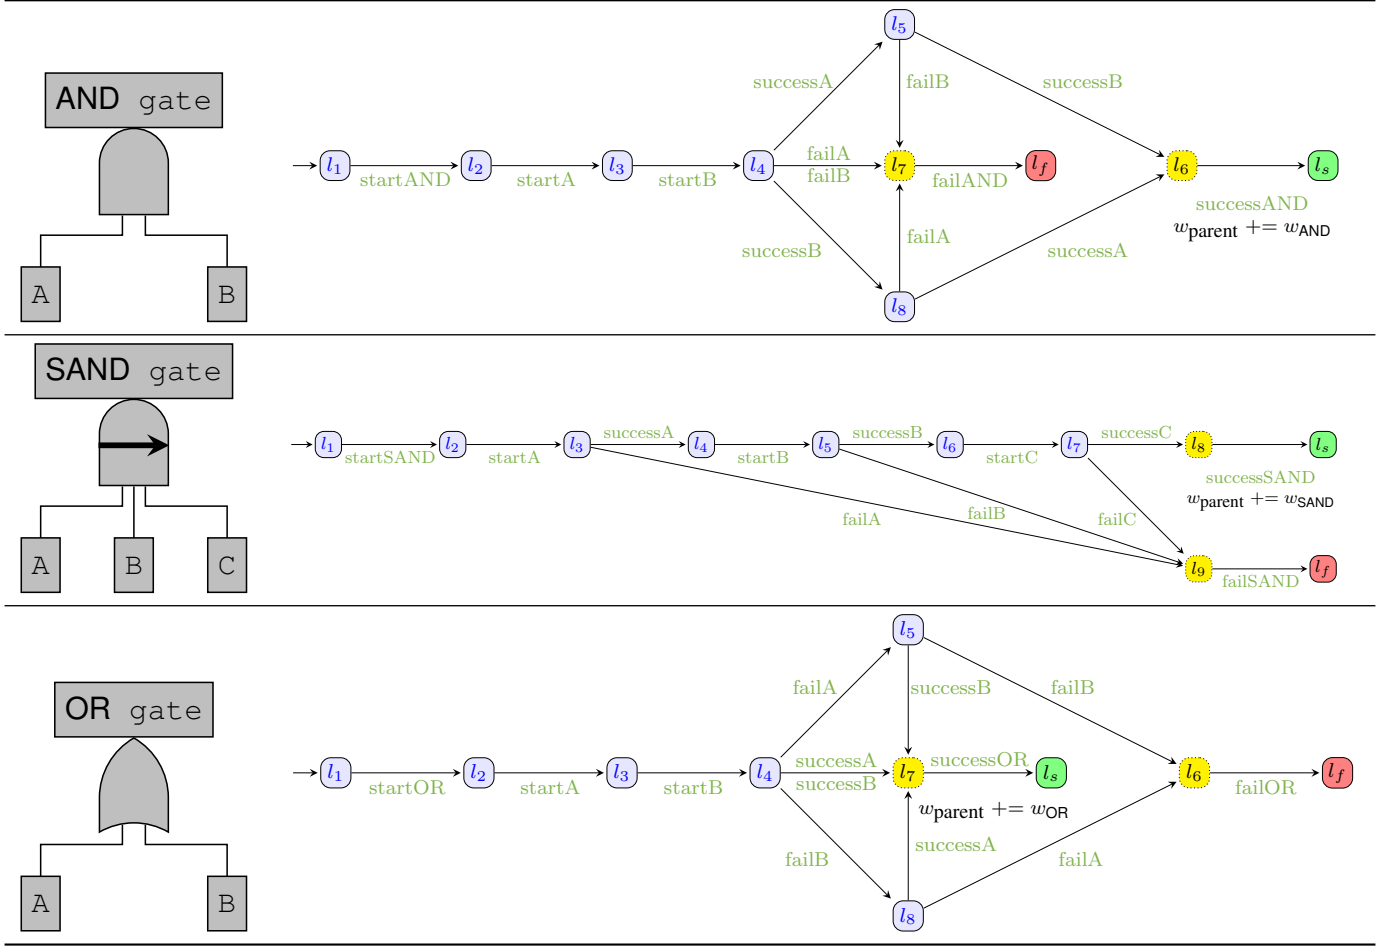 AND gate
A
B
l1
startAND
l2
startA
l3
startB
l4
successA
l5
failB
successB
failA
failB
l7
failAND
lf
l6
ls
successAND
wparent += wAND
successB
failA
successA
l8
SAND gate
A
B
C
l1
startSAND
l2
startA
l3
successA
l4
startB
l5
successB
l6
startC
l7
successC
l8
ls
successSAND
wparent += wSAND
failA
failB
failC
l9
failSAND
lf
OR gate
A
B
l1
startOR
l2
startA
l3
startB
l4
failA
l5
successB
failB
successA
successB
l7
successOR
ls
wparent += wOR
l6
failOR
lf
failB
successA
failA
l8